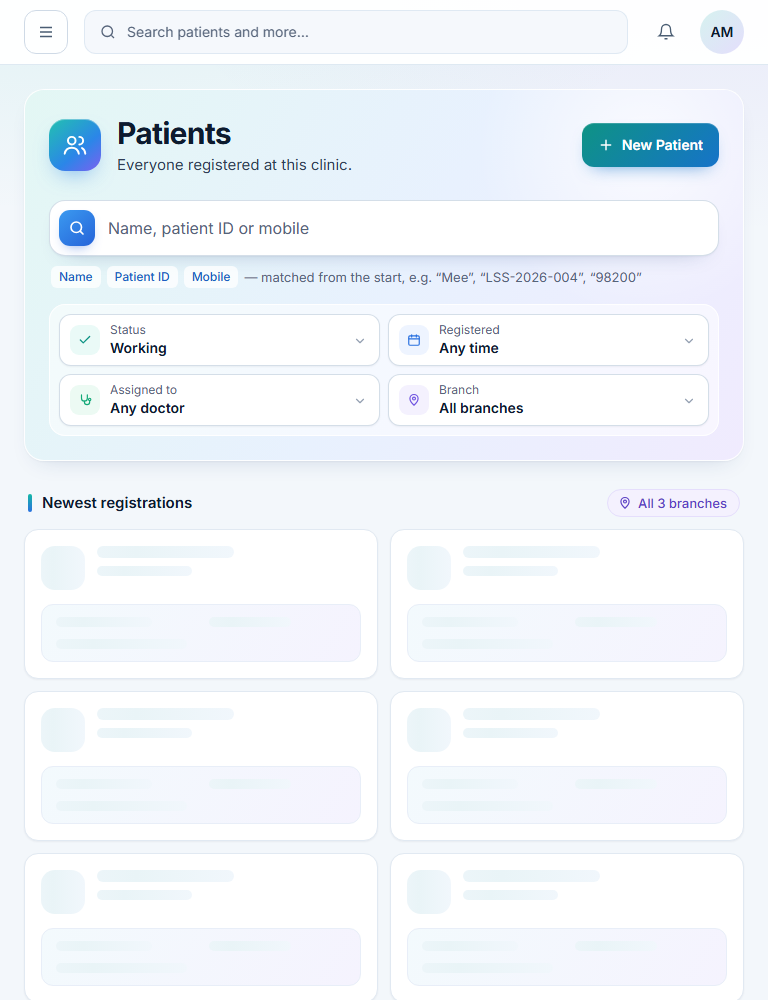 Search patients and more...
AM
Patients
Everyone registered at this clinic.
New Patient
Name, patient ID or mobile
Name Patient ID Mobile — matched from the start, e.g. “Mee”, “LSS-2026-004”, “98200”
Status
Working
Registered
Any time
Assigned to
Any doctor
Branch
All branches
Newest registrations
All 3 branches